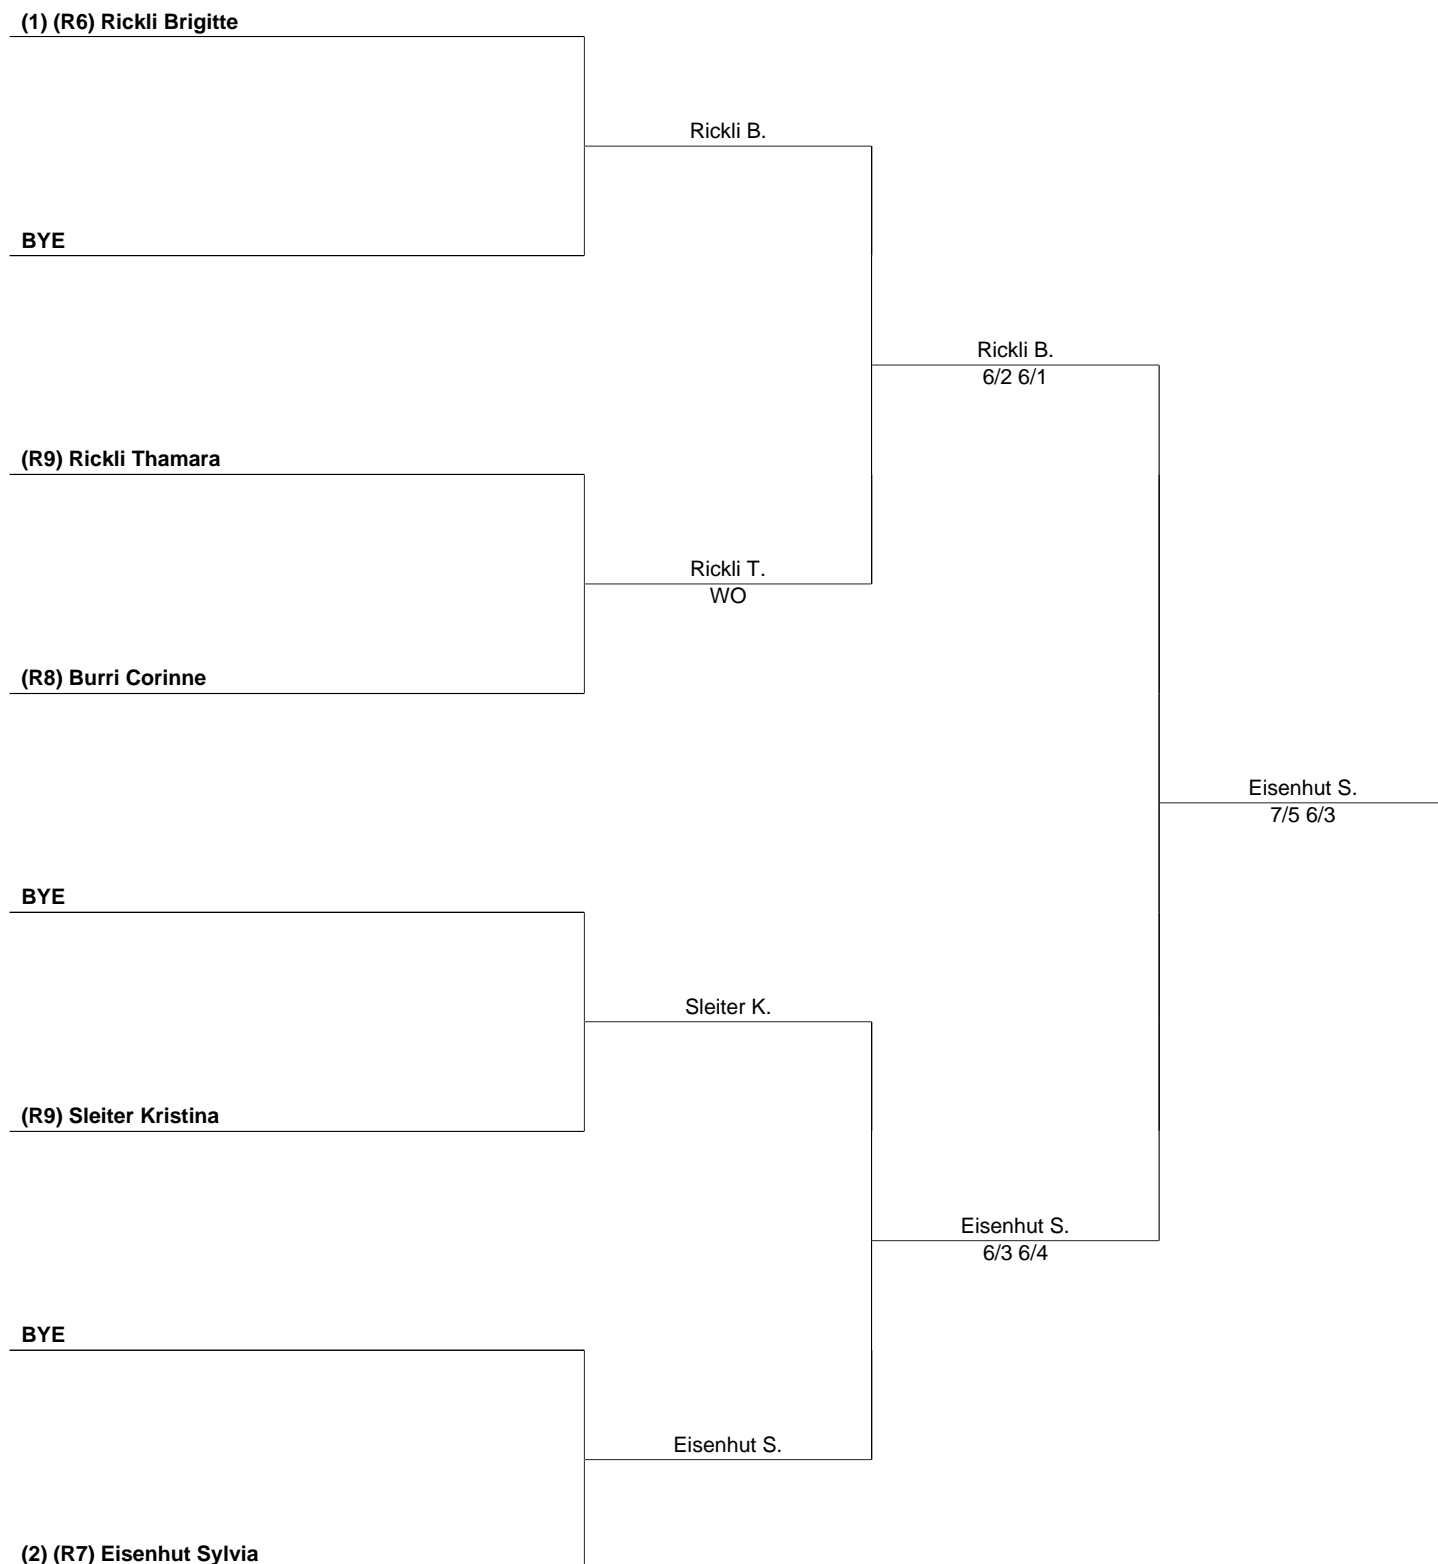 (1) (R6) Rickli Brigitte
Rickli B.
BYE
Rickli B.
6/2 6/1
(R9) Rickli Thamara
Rickli T.
WO
(R8) Burri Corinne
Eisenhut S.
7/5 6/3
BYE
Sleiter K.
(R9) Sleiter Kristina
Eisenhut S.
6/3 6/4
BYE
Eisenhut S.
(2) (R7) Eisenhut Sylvia